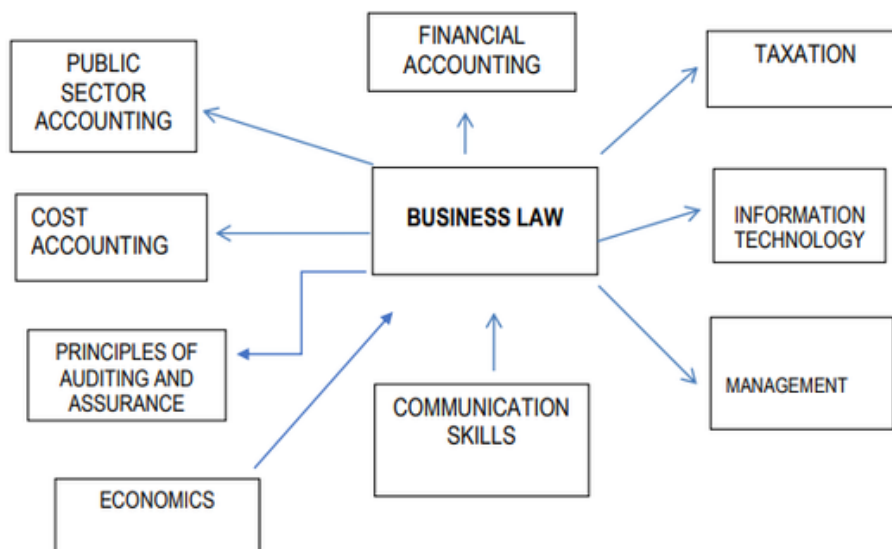 FINANCIAL
ACCOUNTING
TAXATION
PUBLIC
SECTOR
ACCOUNTING
BUSINESS LAW
INFORMATION
TECHNOLOGY
COST
ACCOUNTING
PRINCIPLES OF
AUDITING AND
ASSURANCE
COMMUNICATION
SKILLS
MANAGEMENT
ECONOMICS